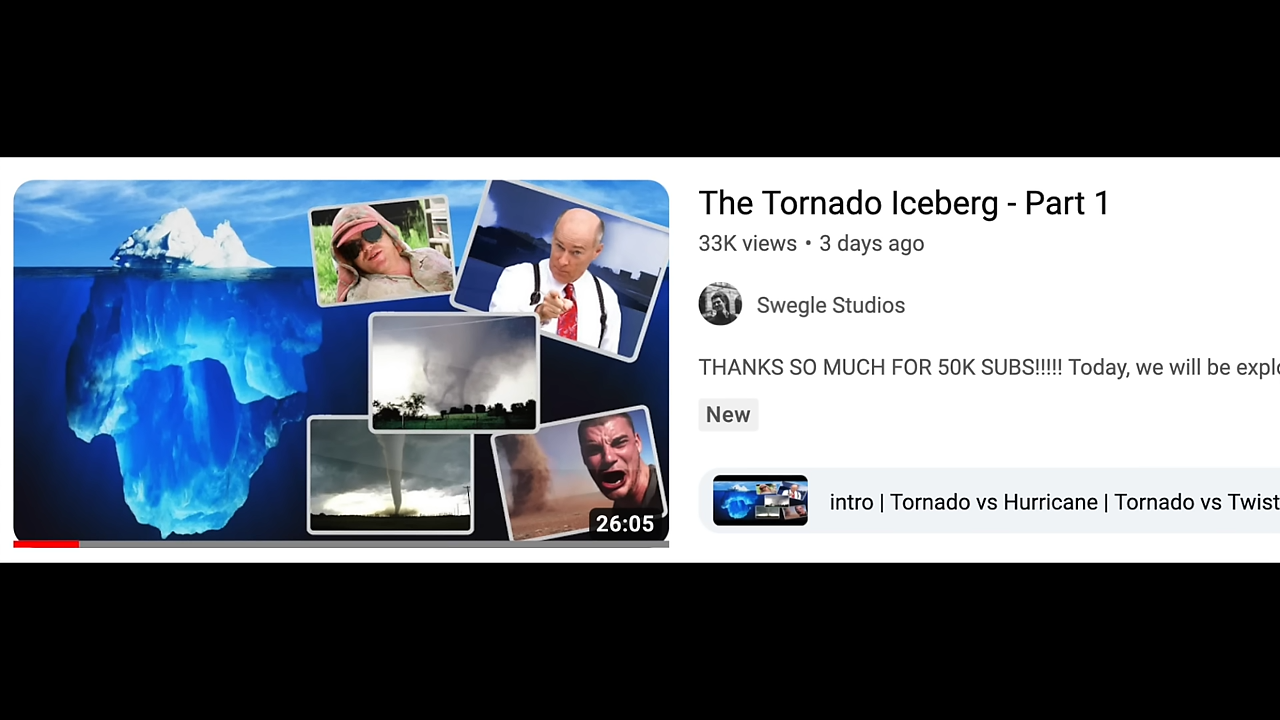 The Tornado Iceberg - Part 1
33K views • 3 days ago
Swegle Studios
THANKS SO MUCH FOR 50K SUBS!!!!! Today, we will be explo
New
26:05
intro | Tornado vs Hurricane | Tornado vs Twist